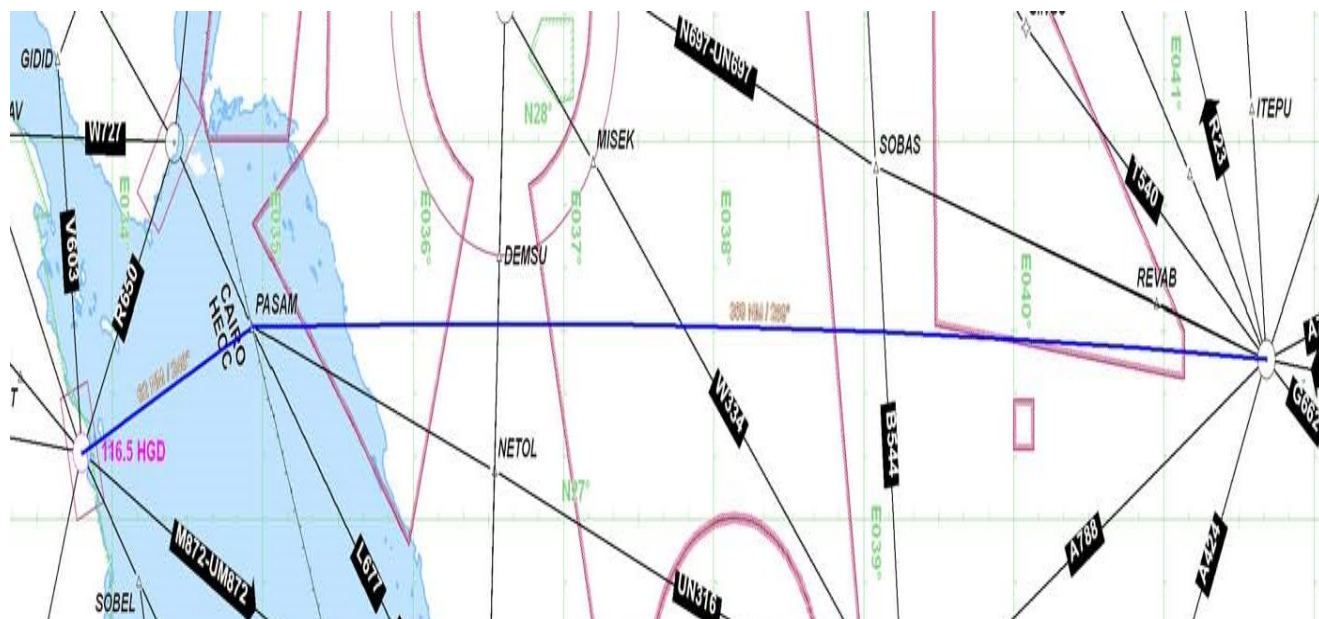 GIDID
W727
V603
R650
E034°
E035°
E036°
N28°
E037°
MISEK
DEMSU
PASAM
CAIRO
HECC
116.5 HGD
M872-UM872
SOBEL
L677
NETOL
N27°
UN316
W334
E038°
N697-UN697
SOBAS
B544
E039°
E040°
E041°
T540
R23
ITEPU
REVAB
G662
A788
A424